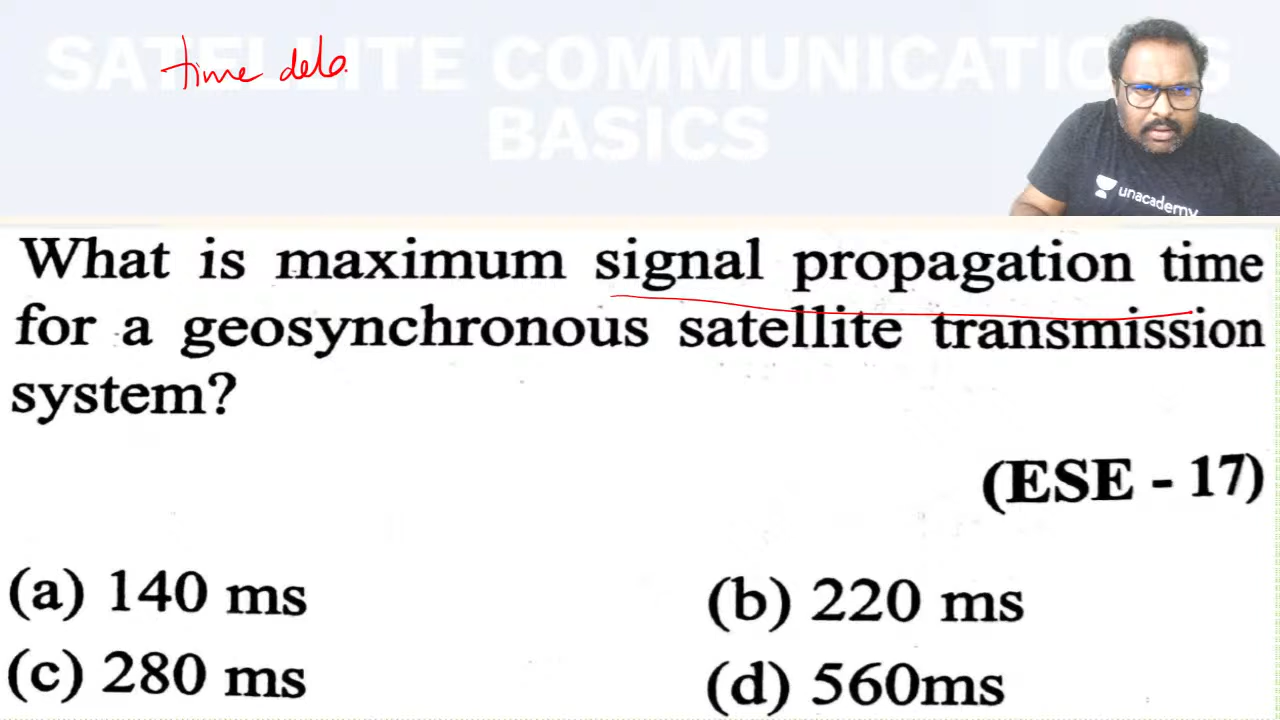 SATELLITE COMMUNICATIONS
time dela
BASICS
unacademy
What is maximum signal propagation time
for a geosynchronous satellite transmission
system?
(ESE - 17)
(a) 140 ms
(b) 220 ms
(c) 280 ms
(d) 560ms